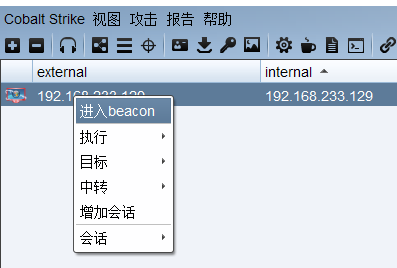 Cobalt Strike 视图 攻击 报告 帮助
external internal
192.168.233.129 192.168.233.129
进入beacon
执行
目标
中转
增加会话
会话